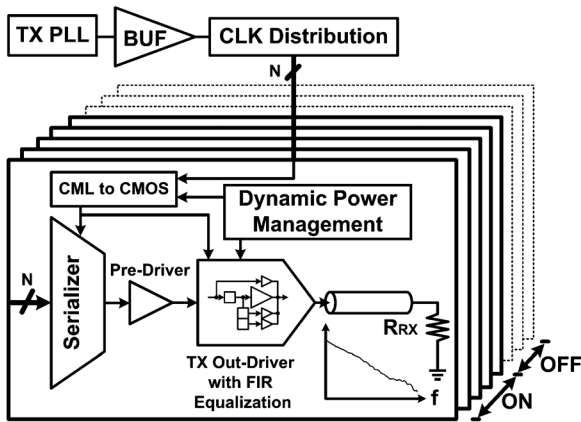 TX PLL
BUF
CLK Distribution
N
CML to CMOS
Dynamic Power
Management
N
Serializer
Pre-Driver
TX Out-Driver
with FIR
Equalization
RRX
f
OFF
ON